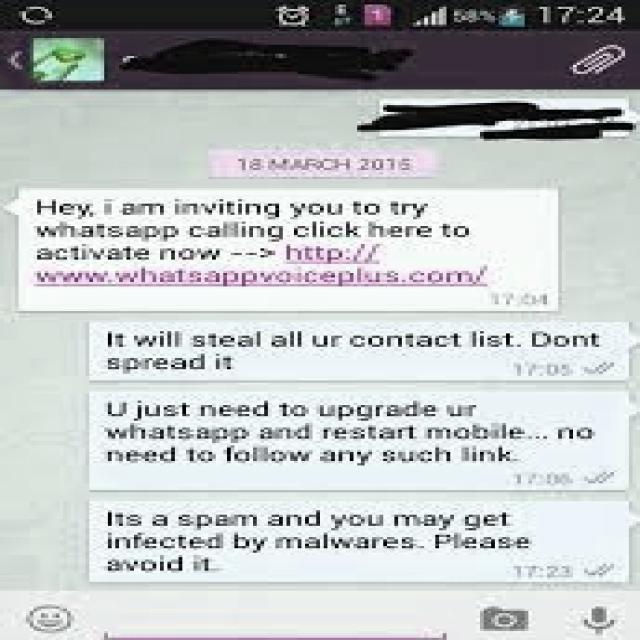 1 58% 17:24
18 MARCH 2015
Hey, i am inviting you to try
whatsapp calling click here to
activate now --> http://
www.whatsappvoiceplus.com/
17:04
It will steal all ur contact list. Dont
spread it
17:05
U just need to upgrade ur
whatsapp and restart mobile... no
need to follow any such link.
17:06
Its a spam and you may get
infected by malwares. Please
avoid it.
17:23